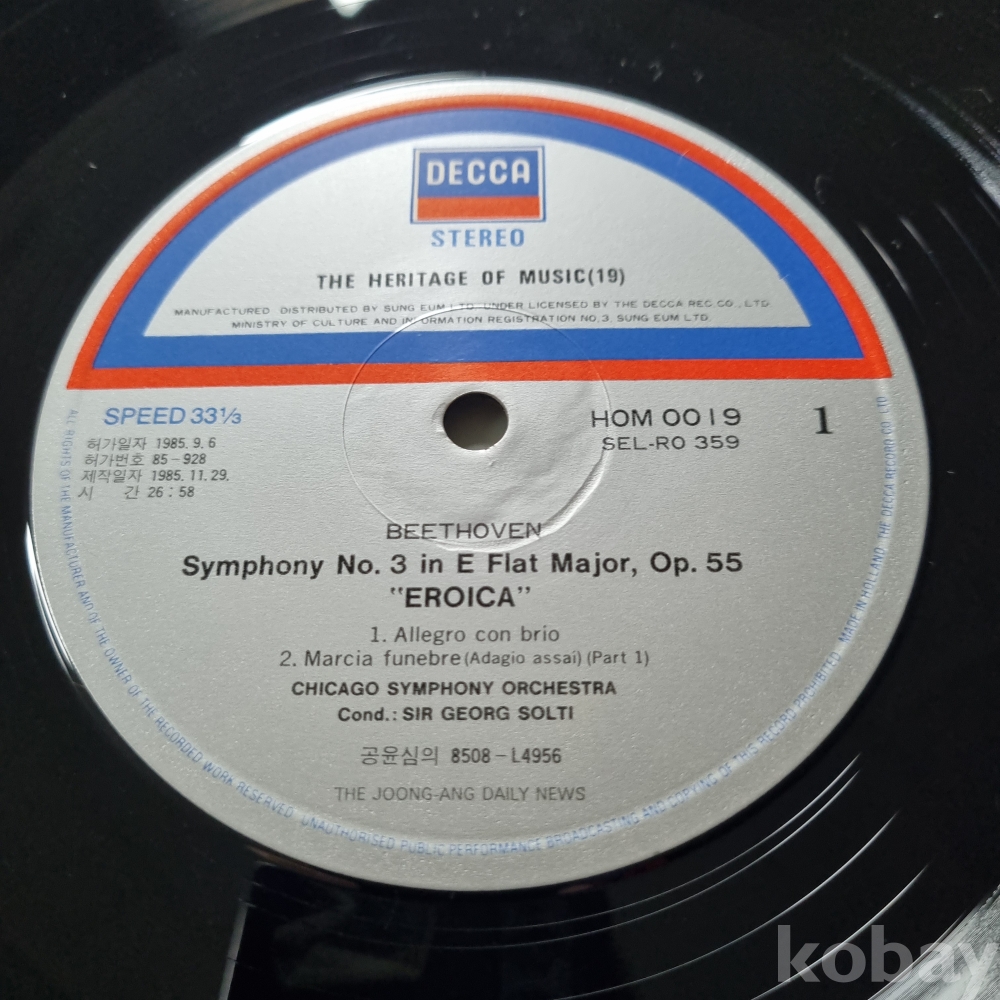 DECCA
STEREO
THE HERITAGE OF MUSIC(19)
MANUFACTURED DISTRIBUTED BY SUNG EUM LTD. UNDER LICENSED BY THE DECCA REC. CO., LTD.
MINISTRY OF CULTURE AND INFORMATION REGISTRATION NO. 3. SUNG EUM LTD.
SPEED 33 1/3
허가일자 1985. 9. 6
허가번호 85-928
제작일자 1985. 11. 29.
시 간 26 : 58
HOM 0019
SEL-RO 359
1
BEETHOVEN
Symphony No. 3 in E Flat Major, Op. 55
"EROICA"
1. Allegro con brio
2. Marcia funebre (Adagio assai) (Part 1)
CHICAGO SYMPHONY ORCHESTRA
Cond.: SIR GEORG SOLTI
공윤심의 8508-L4956
THE JOONG-ANG DAILY NEWS
ALL RIGHTS OF THE MANUFACTURER AND OF THE OWNER OF THE RECORDED WORK RESERVED. UNAUTHORISED PUBLIC PERFORMANCE BROADCASTING AND COPYING OF THIS RECORD PROHIBITED. MADE IN HOLLAND THE DECCA RECORD CO. LTD
kobay